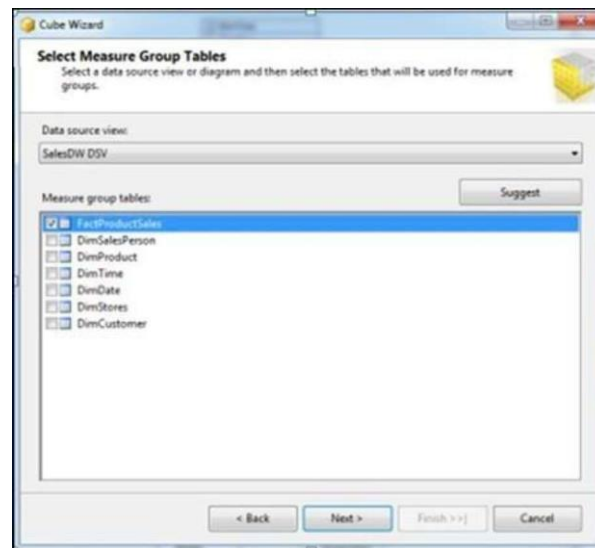 Cube Wizard
Select Measure Group Tables
Select a data source view or diagram and then select the tables that will be used for measure
groups.
Data source view:
SalesDW DSV
Measure group tables:
Suggest
FactProductSales
DimSalesPerson
DimProduct
DimTime
DimDate
DimStores
DimCustomer
< Back
Next >
Finish >>|
Cancel